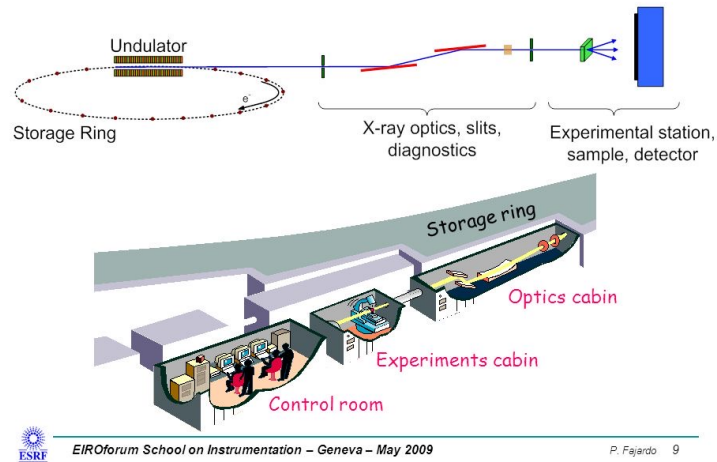 Undulator
e-
Storage Ring
X-ray optics, slits,
diagnostics
Experimental station,
sample, detector
Storage ring
Optics cabin
Experiments cabin
Control room
ESRF
EIROforum School on Instrumentation – Geneva – May 2009
P. Fajardo 9